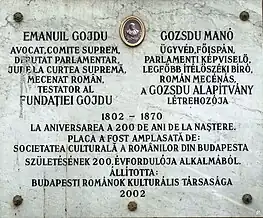 EMANUIL GOJDU
AVOCAT, COMITE SUPREM,
DEPUTAT PARLAMENTAR,
JUDE LA CURTEA SUPREMĂ,
MECENAT ROMÂN,
TESTATOR AL
FUNDAȚIEI GOJDU
GOZSDU MANÓ
ÜGYVÉD, FŐISPÁN,
PARLAMENTI KÉPVISELŐ,
LEGFŐBB ÍTÉLŐSZÉKI BÍRÓ,
ROMÁN MECÉNÁS,
A GOZSDU ALAPÍTVÁNY
LÉTREHOZÓJA
1802 - 1870
LA ANIVERSAREA A 200 DE ANI DE LA NAȘTERE.
PLACA A FOST AMPLASATĂ DE:
SOCIETATEA CULTURALĂ A ROMÂNILOR DIN BUDAPESTA
SZÜLETÉSÉNEK 200. ÉVFORDULÓJA ALKALMÁBÓL.
ÁLLÍTOTTA:
BUDAPESTI ROMÁNOK KULTURÁLIS TÁRSASÁGA
2002